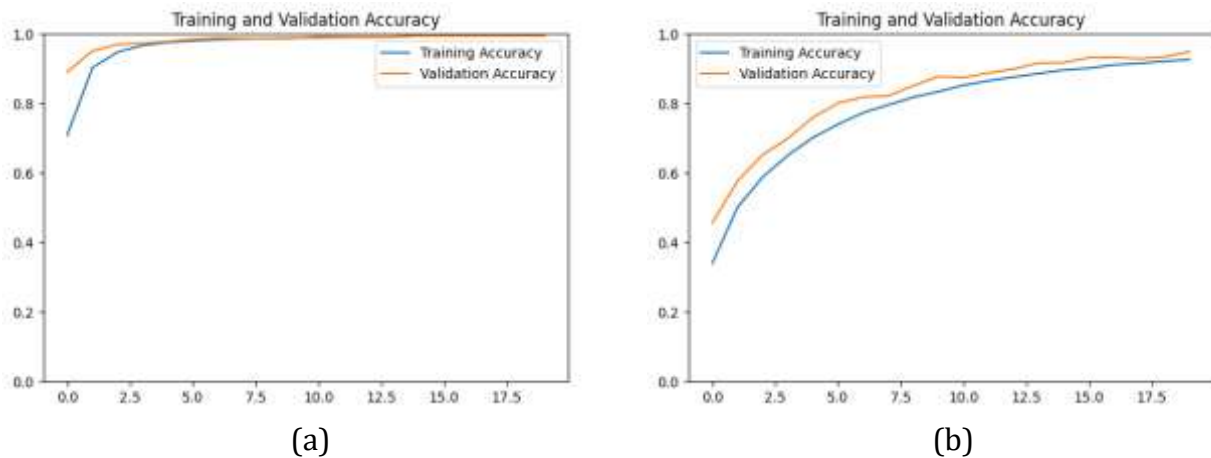 Training and Validation Accuracy
1.0
0.8
0.6
0.4
0.2
0.0
Training Accuracy
Validation Accuracy
0.0 2.5 5.0 7.5 10.0 12.5 15.0 17.5
(a)
Training and Validation Accuracy
1.0
0.8
0.6
0.4
0.2
0.0
Training Accuracy
Validation Accuracy
0.0 2.5 5.0 7.5 10.0 12.5 15.0 17.5
(b)